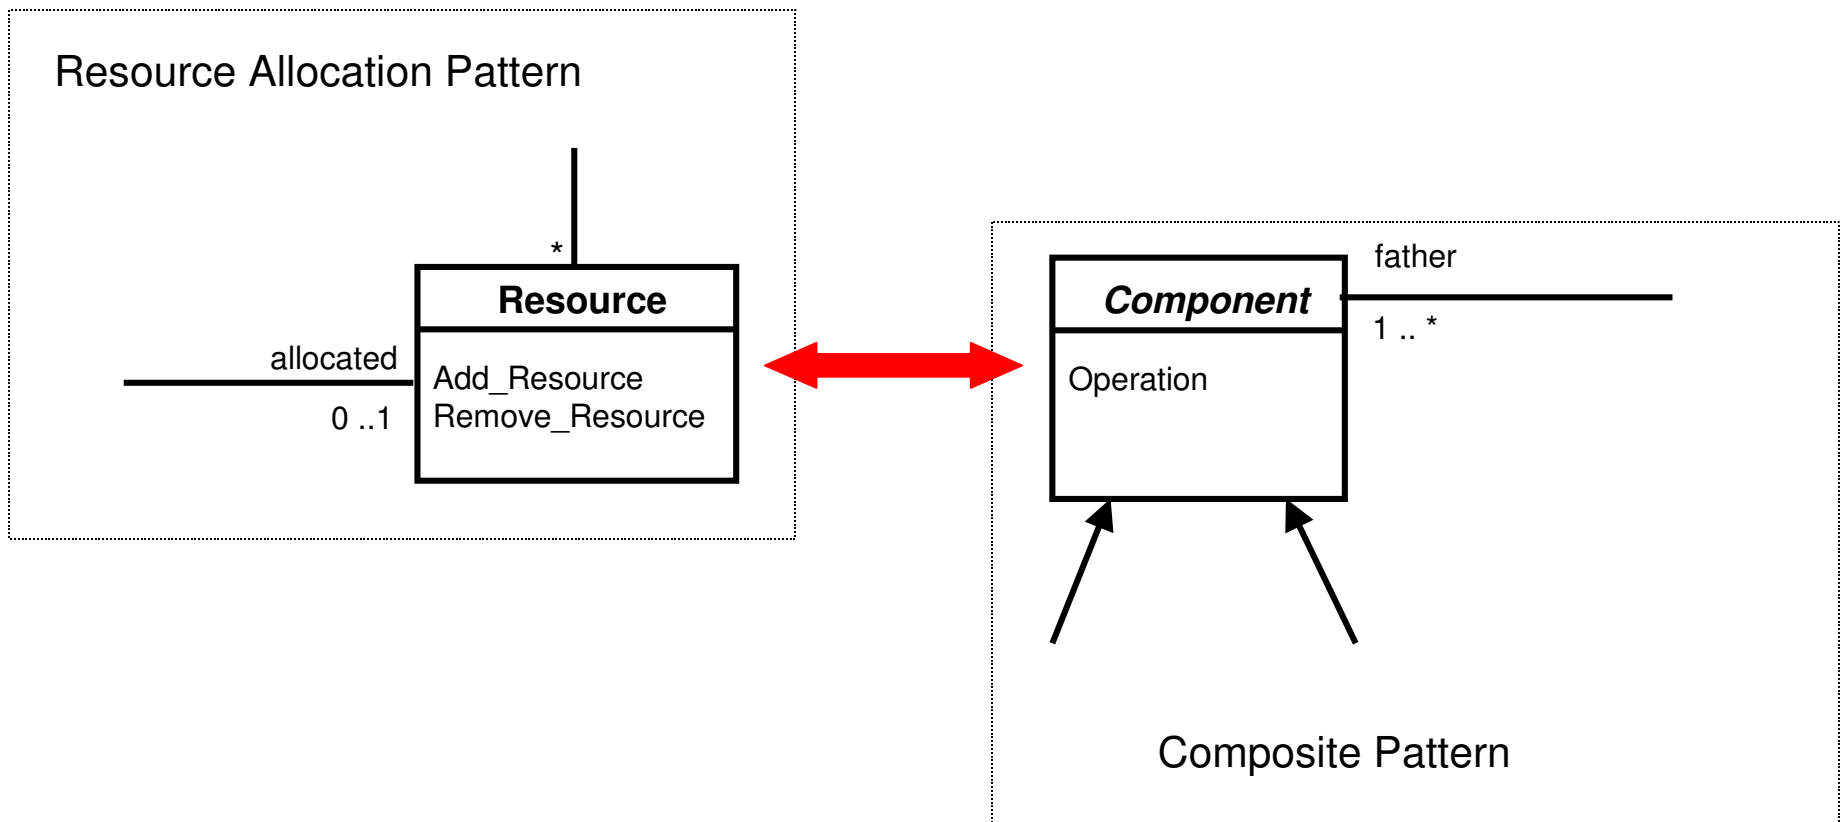 Resource Allocation Pattern
*
Resource
allocated
0 ..1
Add_Resource
Remove_Resource
Component
father
1 .. *
Operation
Composite Pattern